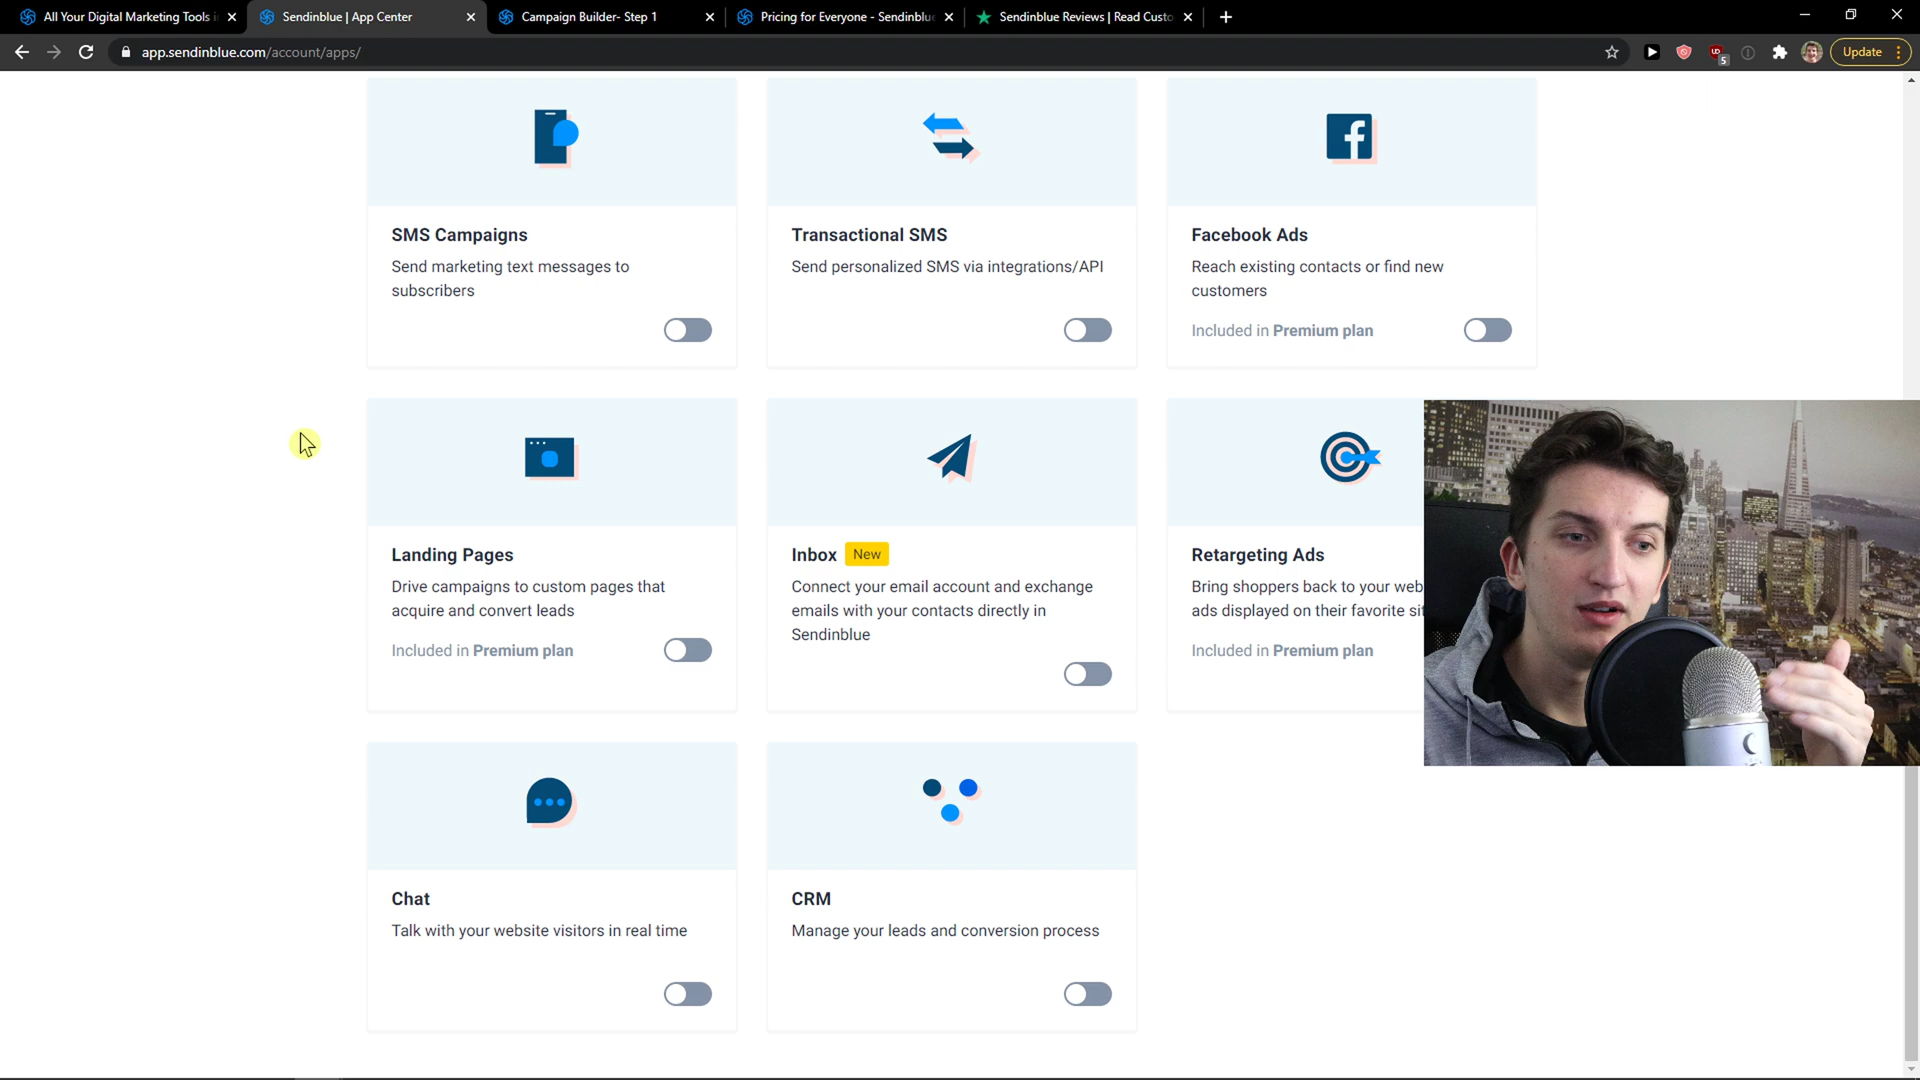 All Your Digital Marketing Tools i
Sendinblue | App Center
Campaign Builder- Step 1
Pricing for Everyone - Sendinblue
Sendinblue Reviews | Read Custo
app.sendinblue.com/account/apps/
5
Update
SMS Campaigns
Send marketing text messages to
subscribers
Transactional SMS
Send personalized SMS via integrations/API
Facebook Ads
Reach existing contacts or find new
customers
Included in Premium plan
Landing Pages
Drive campaigns to custom pages that
acquire and convert leads
Included in Premium plan
Inbox New
Connect your email account and exchange
emails with your contacts directly in
Sendinblue
Retargeting Ads
Bring shoppers back to your web
ads displayed on their favorite sit
Included in Premium plan
Chat
Talk with your website visitors in real time
CRM
Manage your leads and conversion process